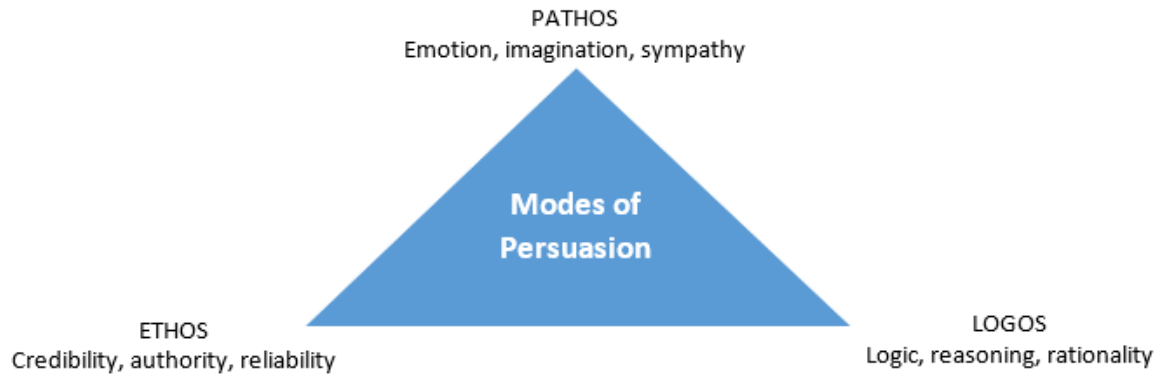 PATHOS
Emotion, imagination, sympathy
Modes of
Persuasion
ETHOS
Credibility, authority, reliability
LOGOS
Logic, reasoning, rationality